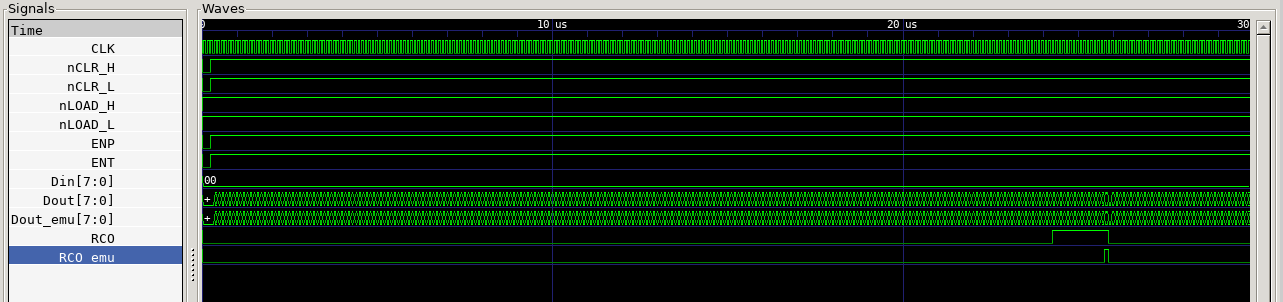 Signals
Waves
Time
0
10 us
20 us
30
CLK
nCLR_H
nCLR_L
nLOAD_H
nLOAD_L
ENP
ENT
Din[7:0]
00
Dout[7:0]
+
Dout_emu[7:0]
+
RCO
RCO_emu